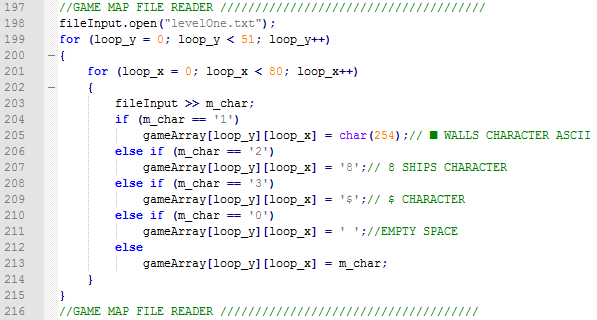 197 //GAME MAP FILE READER //////////////////////////////////////
198 fileInput.open("levelOne.txt");
199 for (loop_y = 0; loop_y < 51; loop_y++)
200 {
201 for (loop_x = 0; loop_x < 80; loop_x++)
202 {
203 fileInput >> m_char;
204 if (m_char == '1')
205 gameArray[loop_y][loop_x] = char(254);// ■ WALLS CHARACTER ASCII
206 else if (m_char == '2')
207 gameArray[loop_y][loop_x] = '8';// 8 SHIPS CHARACTER
208 else if (m_char == '3')
209 gameArray[loop_y][loop_x] = '$';// $ CHARACTER
210 else if (m_char == '0')
211 gameArray[loop_y][loop_x] = ' ';//EMPTY SPACE
212 else
213 gameArray[loop_y][loop_x] = m_char;
214 }
215 }
216 //GAME MAP FILE READER /////////////////////////////////////